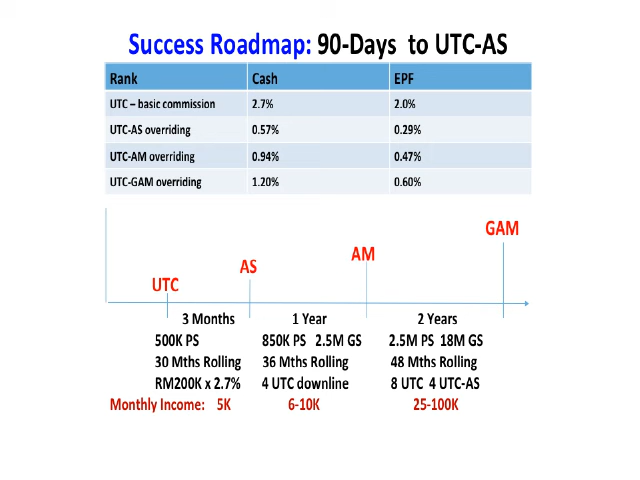 Success Roadmap: 90-Days to UTC-AS
Rank Cash EPF
UTC – basic commission 2.7% 2.0%
UTC-AS overriding 0.57% 0.29%
UTC-AM overriding 0.94% 0.47%
UTC-GAM overriding 1.20% 0.60%
GAM
AM
AS
UTC
3 Months 1 Year 2 Years
500K PS 850K PS 2.5M GS 2.5M PS 18M GS
30 Mths Rolling 36 Mths Rolling 48 Mths Rolling
RM200K x 2.7% 4 UTC downline 8 UTC 4 UTC-AS
Monthly Income: 5K 6-10K 25-100K